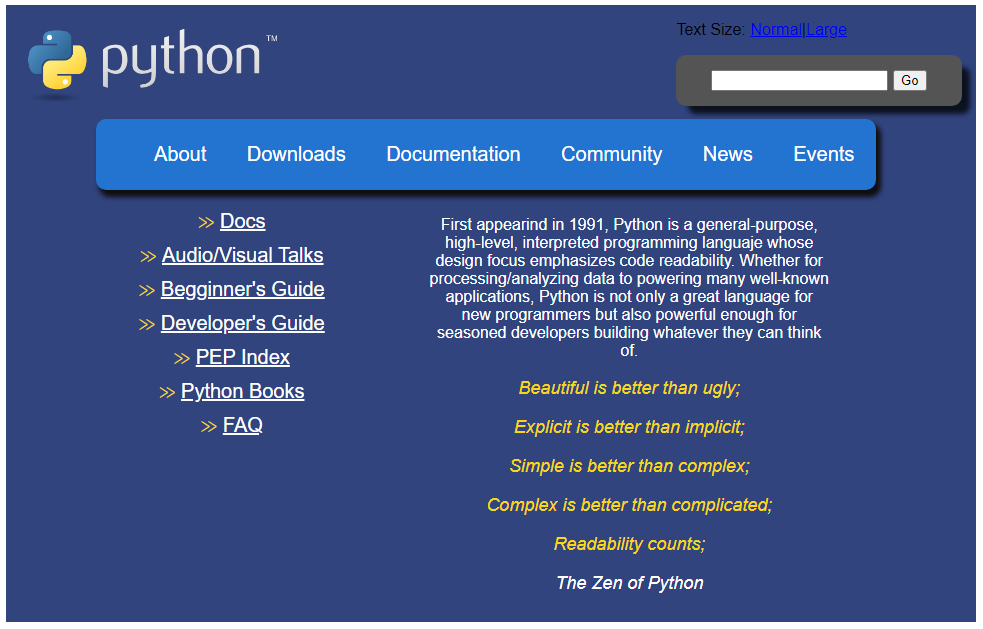 python™
Text Size: Normal|Large
Go
About Downloads Documentation Community News Events
>> Docs
>> Audio/Visual Talks
>> Begginner's Guide
>> Developer's Guide
>> PEP Index
>> Python Books
>> FAQ
First appearind in 1991, Python is a general-purpose,
high-level, interpreted programming languaje whose
design focus emphasizes code readability. Whether for
processing/analyzing data to powering many well-known
applications, Python is not only a great language for
new programmers but also powerful enough for
seasoned developers building whatever they can think
of.
Beautiful is better than ugly;
Explicit is better than implicit;
Simple is better than complex;
Complex is better than complicated;
Readability counts;
The Zen of Python